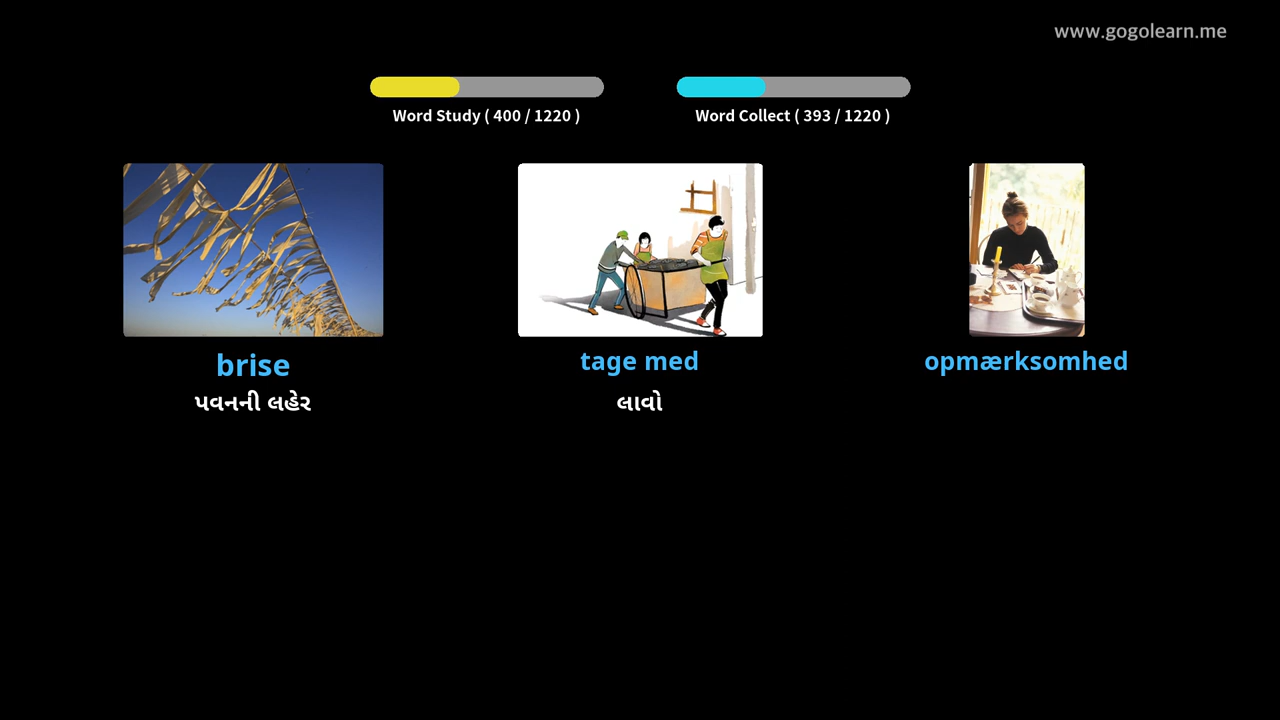 www.gogolearn.me
Word Study ( 400 / 1220 )
Word Collect ( 393 / 1220 )
brise
પવનની લહેર
tage med
લાવો
opmærksomhed